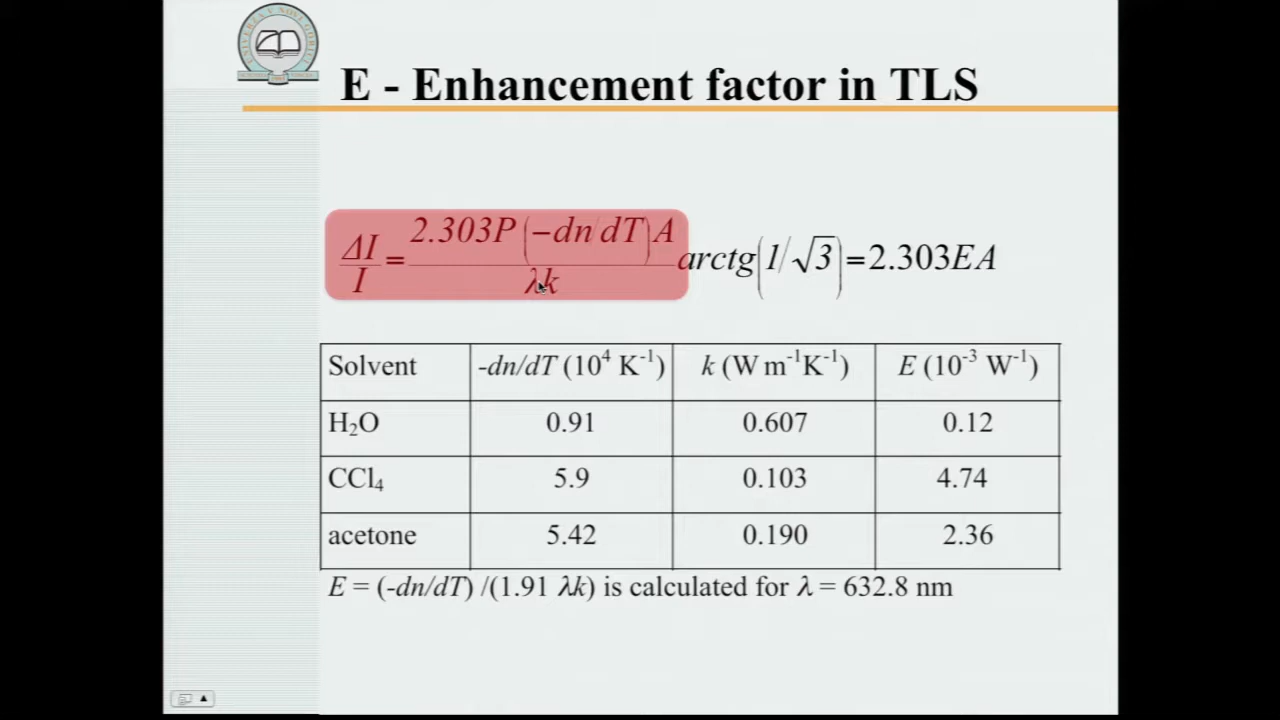 UNIVERZA V NOVI GORICI
E - Enhancement factor in TLS
ΔI/I = 2.303P(−dn/dT)A/λk arctg(1/√3) = 2.303EA
Solvent -dn/dT (10⁴ K⁻¹) k (W m⁻¹K⁻¹) E (10⁻³ W⁻¹)
H₂O 0.91 0.607 0.12
CCl₄ 5.9 0.103 4.74
acetone 5.42 0.190 2.36
E = (-dn/dT) /(1.91 λk) is calculated for λ = 632.8 nm